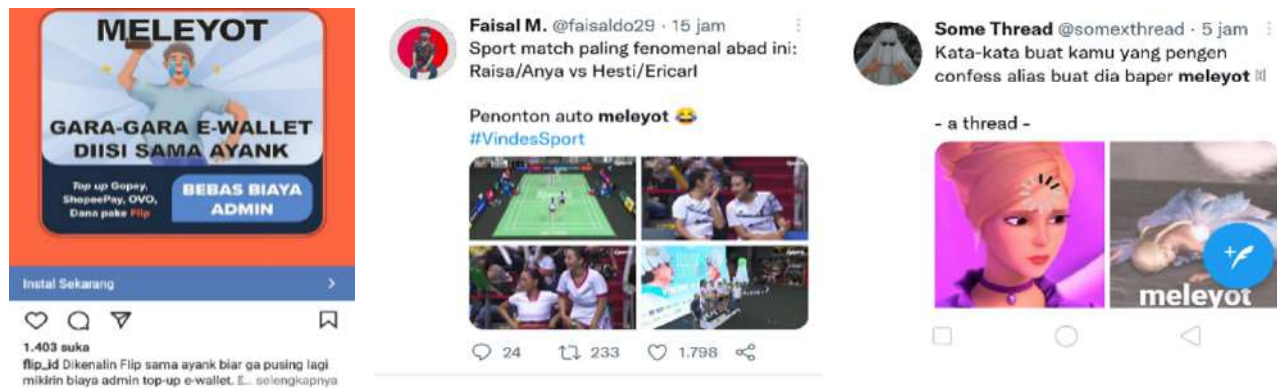 MELEYOT
GARA-GARA E-WALLET
DIISI SAMA AYANK
Top up Gopay,
ShopeePay, OVO,
Dana pake Flip
BEBAS BIAYA
ADMIN
Instal Sekarang
1.403 suka
flip_id Dikenalin Flip sama ayank biar ga pusing lagi
mikirin biaya admin top-up e-wallet. ... selengkapnya
Faisal M. @faisaldo29 · 15 jam
Sport match paling fenomenal abad ini:
Raisa/Anya vs Hesti/Ericarl
Penonton auto meleyot 😂
#VindesSport
24 233 1.798
Some Thread @somexthread · 5 jam
Kata-kata buat kamu yang pengen
confess alias buat dia baper meleyot
- a thread -
meleyot